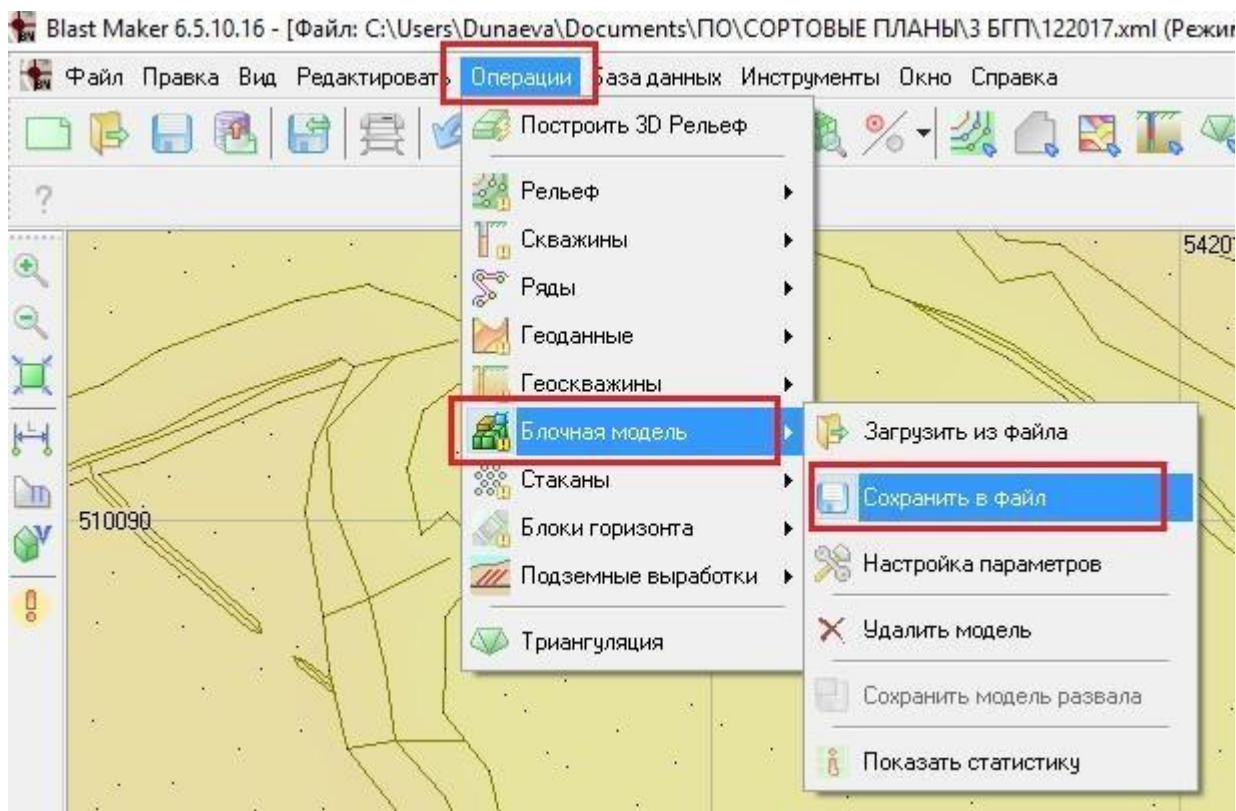 Blast Maker 6.5.10.16 - [Файл: C:\Users\Dunaeva\Documents\ПО\СОРТОВЫЕ ПЛАНЫ\3 БГП\122017.xml (Режим
Файл Правка Вид Редактировать Операции База данных Инструменты Окно Справка
Построить 3D Рельеф
Рельеф
Скважины
Ряды
Геоданные
Геоскважины
Блочная модель
Стаканы
Блоки горизонта
Подземные выработки
Триангуляция
Загрузить из файла
Сохранить в файл
Настройка параметров
Удалить модель
Сохранить модель развала
Показать статистику
5420
510090